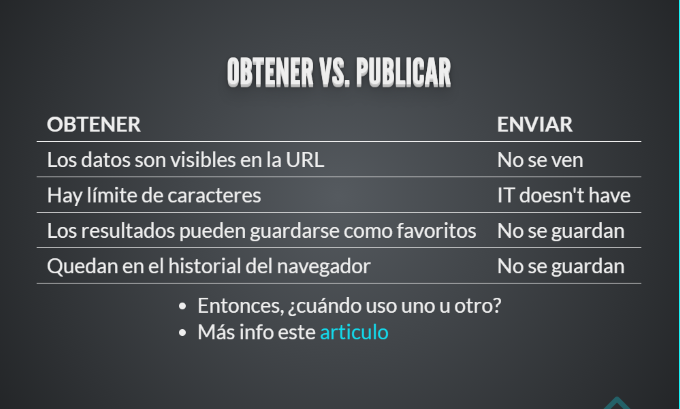 OBTENER VS. PUBLICAR
OBTENER ENVIAR
Los datos son visibles en la URL No se ven
Hay límite de caracteres IT doesn't have
Los resultados pueden guardarse como favoritos No se guardan
Quedan en el historial del navegador No se guardan
• Entonces, ¿cuándo uso uno u otro?
• Más info este articulo